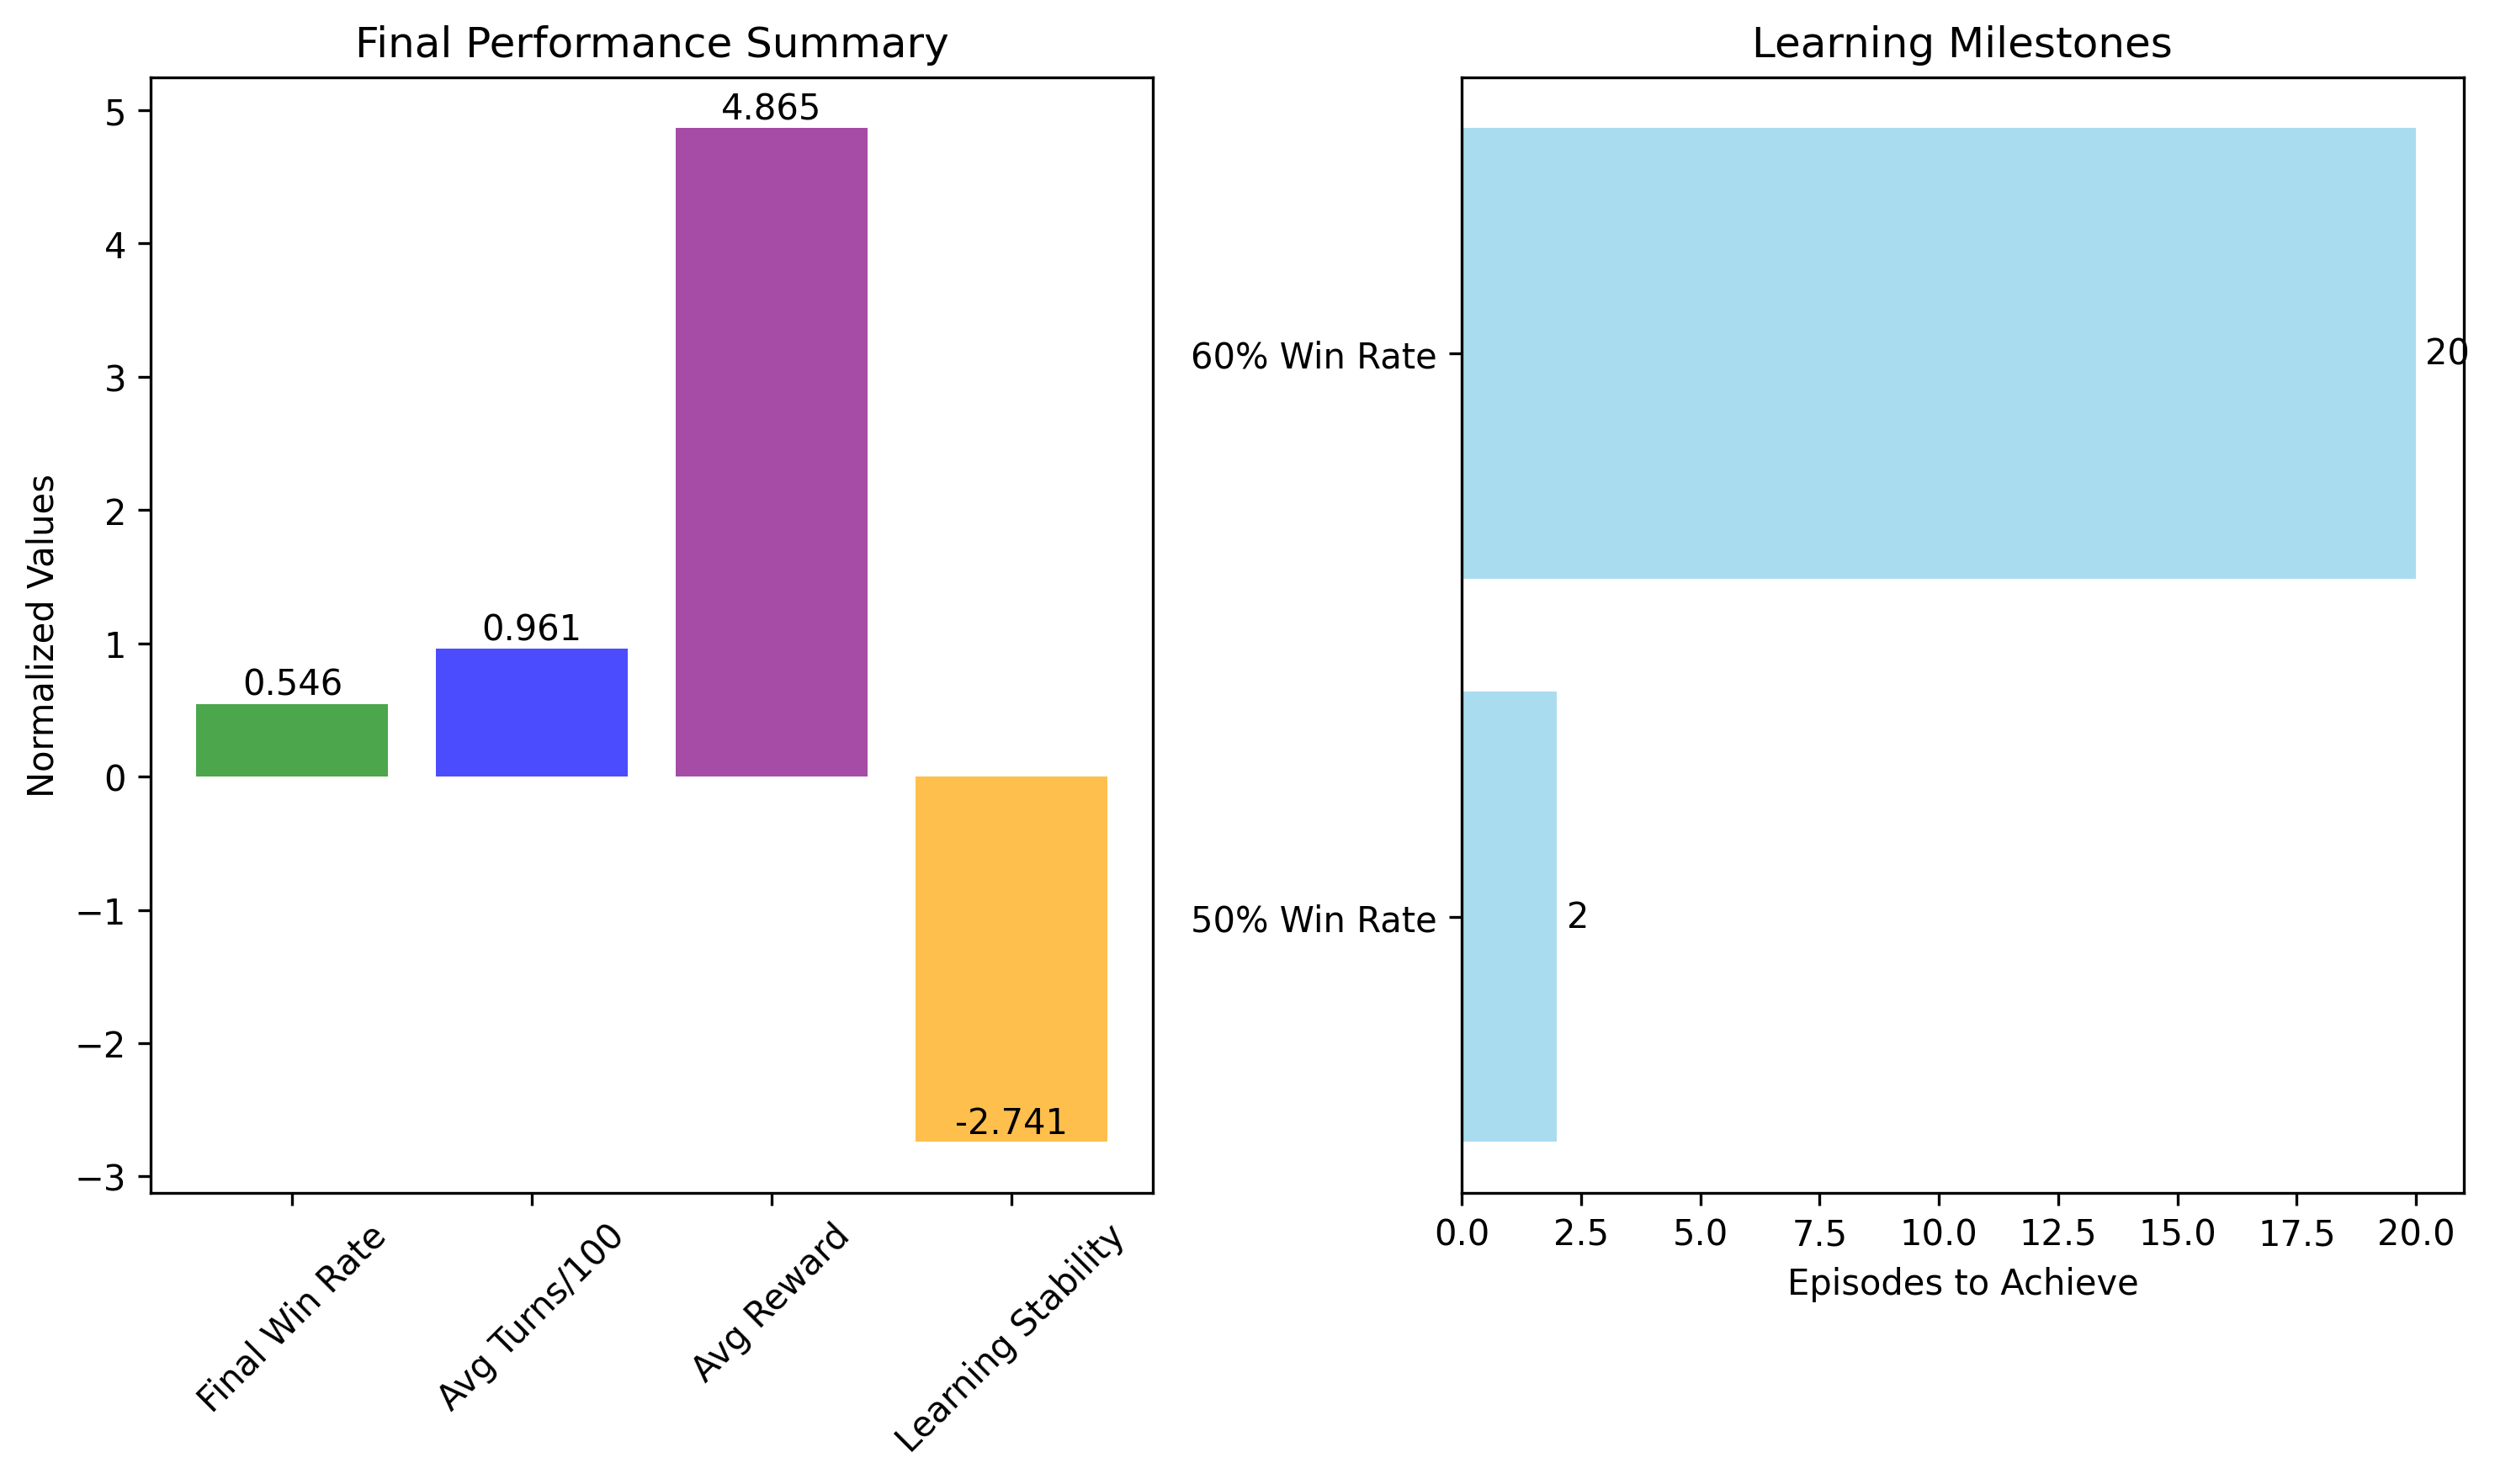 Final Performance Summary
Normalized Values
5
4
3
2
1
0
−1
−2
−3
0.546
0.961
4.865
-2.741
Final Win Rate
Avg Turns/100
Avg Reward
Learning Stability
Learning Milestones
60% Win Rate
20
50% Win Rate
2
0.0 2.5 5.0 7.5 10.0 12.5 15.0 17.5 20.0
Episodes to Achieve